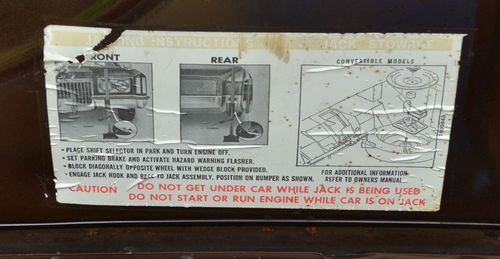 JACKING INSTRUCTIONS
JACK STOWAGE
FRONT
REAR
CONVERTIBLE MODELS
• PLACE SHIFT SELECTOR IN PARK AND TURN ENGINE OFF.
• SET PARKING BRAKE AND ACTIVATE HAZARD WARNING FLASHER.
• BLOCK DIAGONALLY OPPOSITE WHEEL WITH WEDGE BLOCK PROVIDED.
• ENGAGE JACK HOOK AND BASE TO JACK ASSEMBLY. POSITION ON BUMPER AS SHOWN.
FOR ADDITIONAL INFORMATION
REFER TO OWNERS MANUAL
CAUTION DO NOT GET UNDER CAR WHILE JACK IS BEING USED
DO NOT START OR RUN ENGINE WHILE CAR IS ON JACK